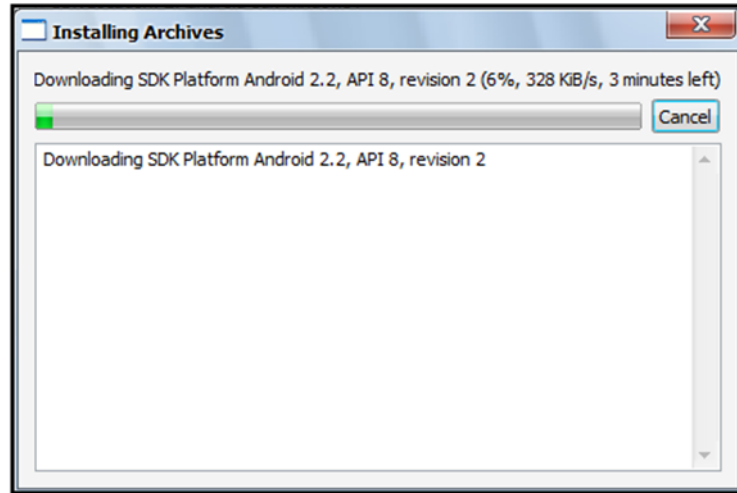 Installing Archives
Downloading SDK Platform Android 2.2, API 8, revision 2 (6%, 328 KiB/s, 3 minutes left)
Cancel
Downloading SDK Platform Android 2.2, API 8, revision 2